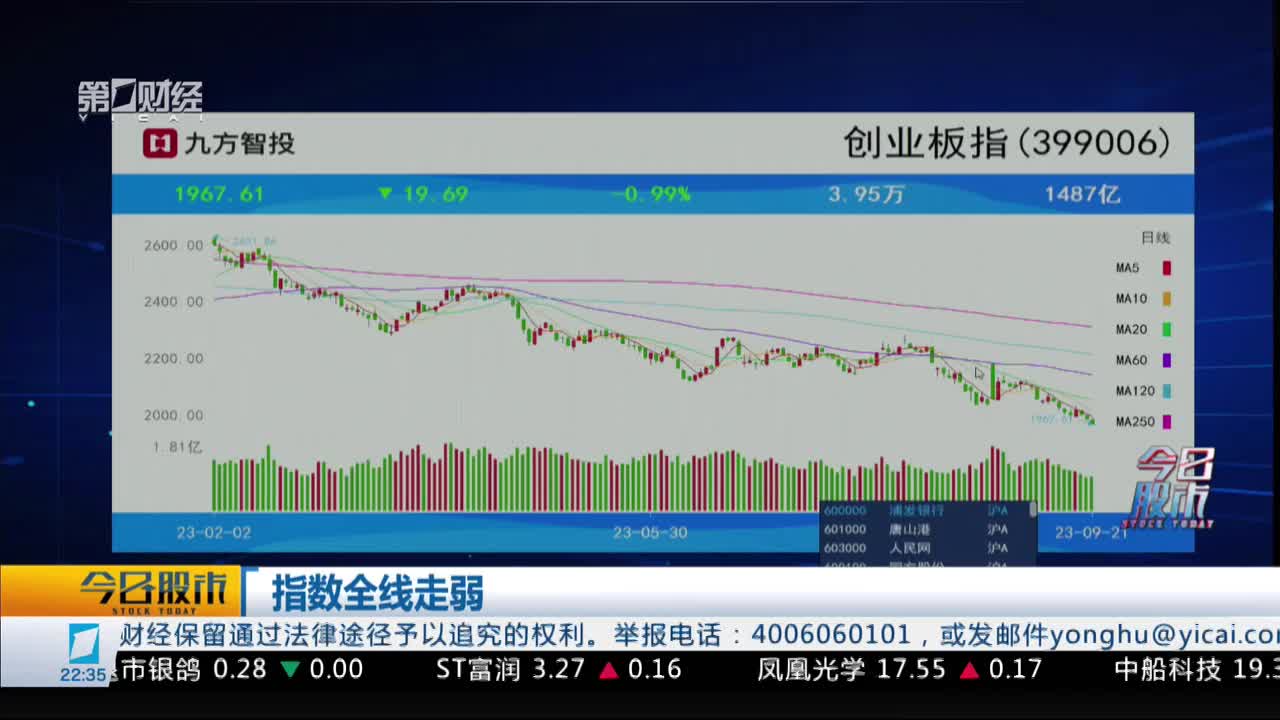 第一财经
YICAI
九方智投
创业板指(399006)
1967.61 ▼ 19.69 -0.99% 3.95万 1487亿
日线
2600.00
2601.86
MA5
2400.00
MA10
MA20
2200.00
MA60
MA120
2000.00
1967.61
MA250
1.81亿
今日股市
STOCK TODAY
23-02-02
23-05-30
23-09-21
600000 浦发银行 沪A
601000 唐山港 沪A
603000 人民网 沪A
今日股市
STOCK TODAY
指数全线走弱
财经保留通过法律途径予以追究的权利。举报电话：4006060101，或发邮件yonghu@yicai.com
22:35
市银鸽 0.28 ▼ 0.00 ST富润 3.27 ▲ 0.16 凤凰光学 17.55 ▲ 0.17 中船科技 19.3